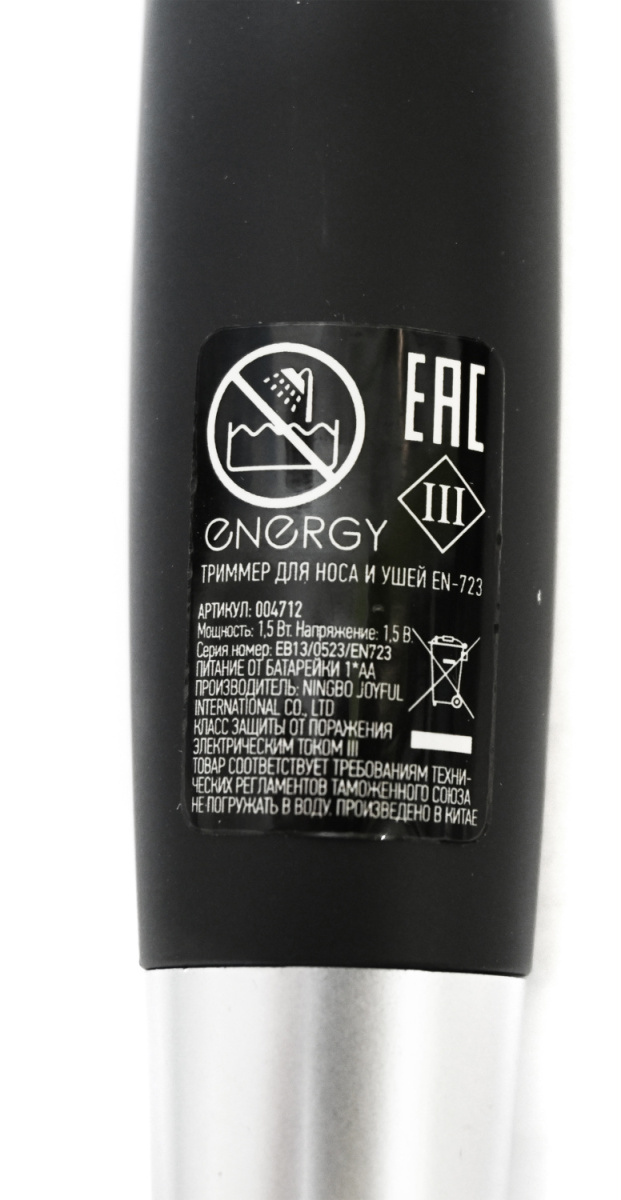 EAC
III
eNeRGY
ТРИММЕР ДЛЯ НОСА И УШЕЙ EN-723
АРТИКУЛ: 004712
Мощность: 1,5 Вт. Напряжение: 1,5 В
Серия номер: EB13/0523/EN723
ПИТАНИЕ ОТ БАТАРЕЙКИ 1*АА
ПРОИЗВОДИТЕЛЬ: NINGBO JOYFUL
INTERNATIONAL CO., LTD
КЛАСС ЗАЩИТЫ ОТ ПОРАЖЕНИЯ
ЭЛЕКТРИЧЕСКИМ ТОКОМ III
ТОВАР СООТВЕТСТВУЕТ ТРЕБОВАНИЯМ ТЕХНИ-
ЧЕСКИХ РЕГЛАМЕНТОВ ТАМОЖЕННОГО СОЮЗА
НЕ ПОГРУЖАТЬ В ВОДУ. ПРОИЗВЕДЕНО В КИТАЕ